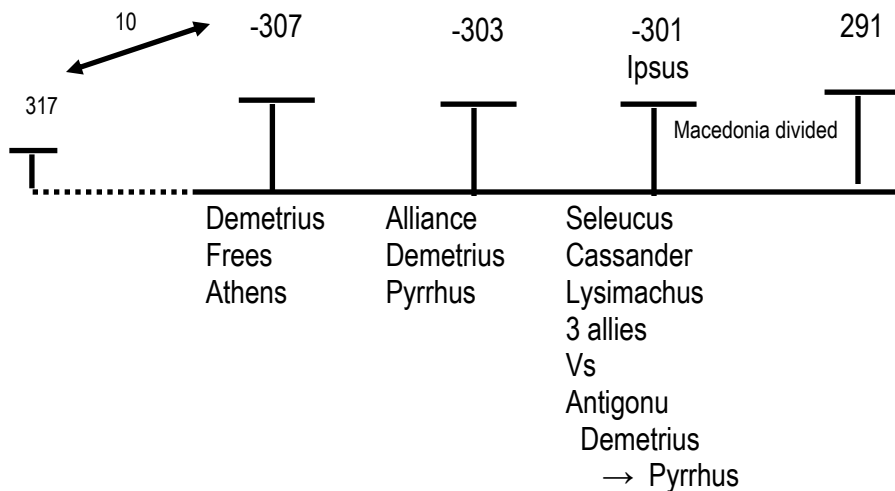 10
317
-307
-303
-301
Ipsus
291
Macedonia divided
Demetrius
Frees
Athens
Alliance
Demetrius
Pyrrhus
Seleucus
Cassander
Lysimachus
3 allies
Vs
Antigonu
Demetrius
→ Pyrrhus